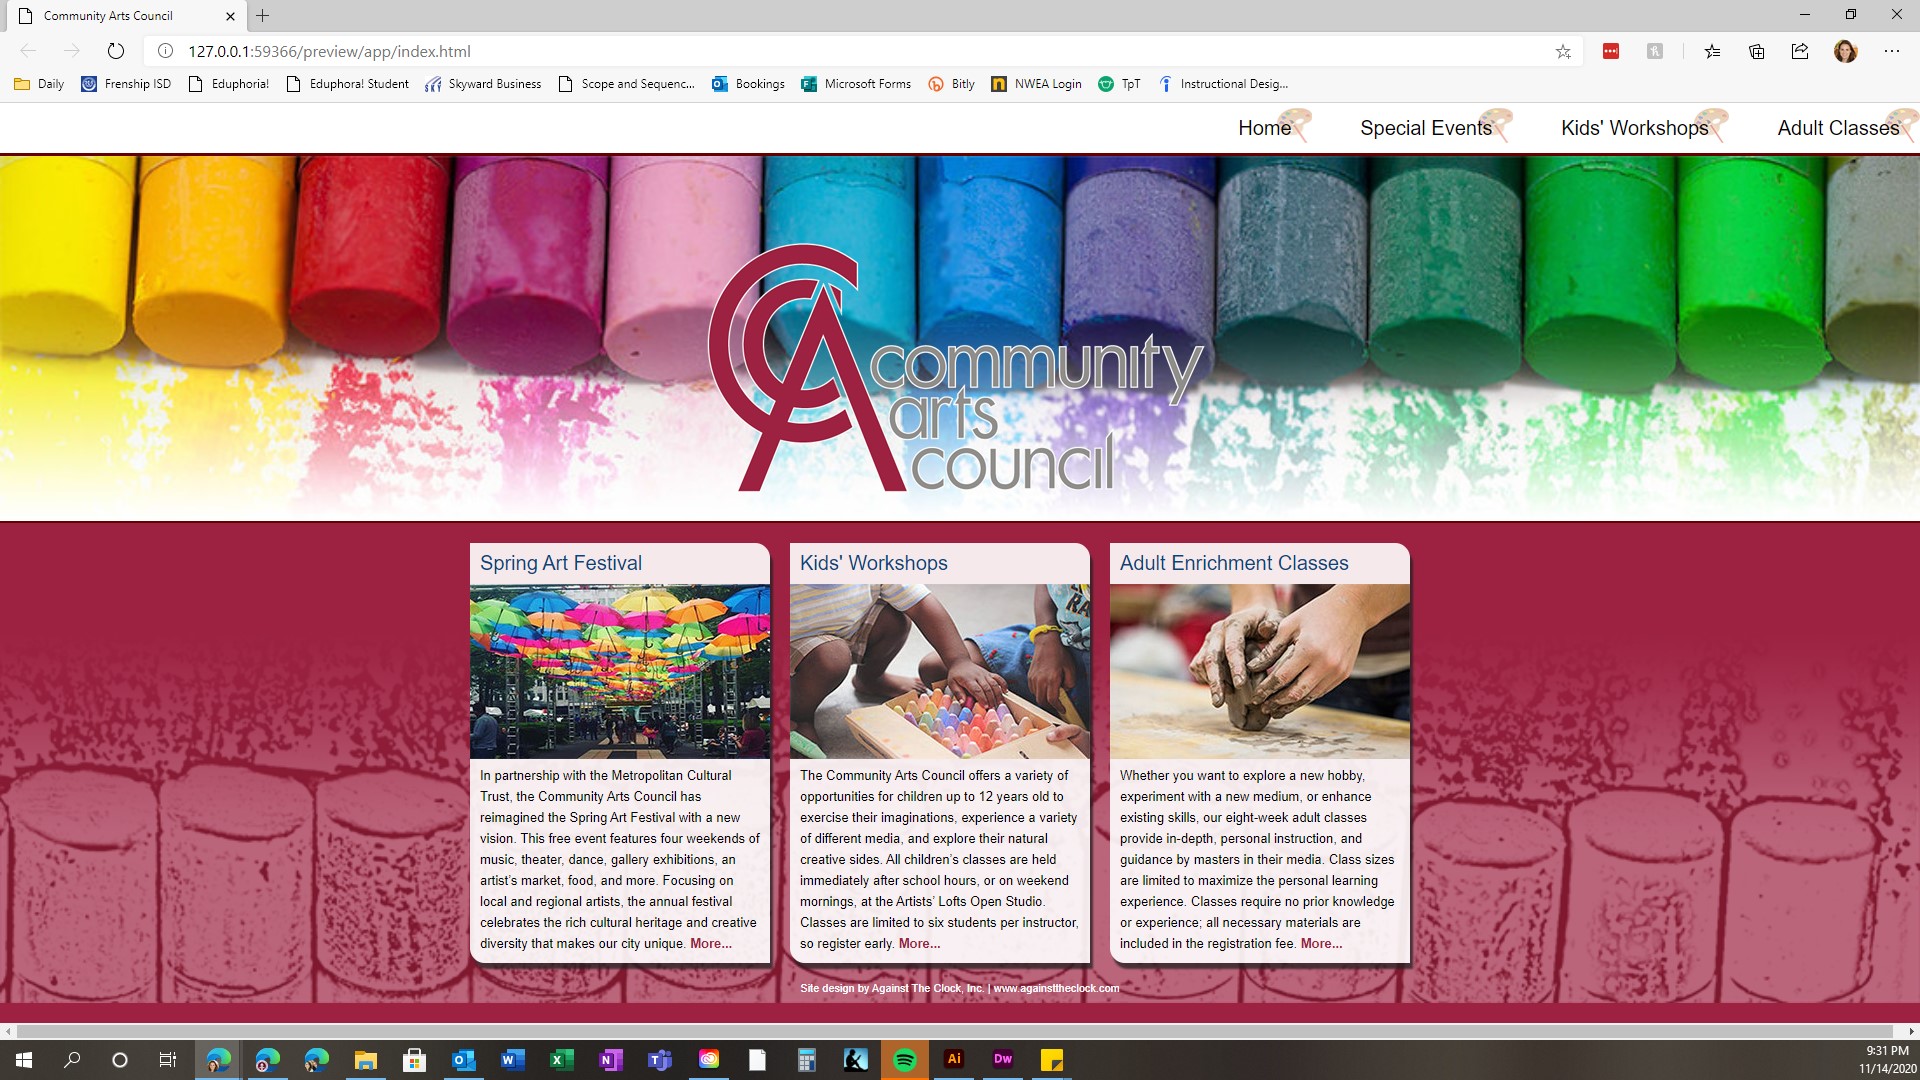 Community Arts Council
127.0.0.1:59366/preview/app/index.html
Daily
Frenship ISD
Eduphoria!
Eduphoral Student
Skyward Business
Scope and Sequenc...
Bookings
Microsoft Forms
Bitly
NWEA Login
TpT
Instructional Desig...
Home
Special Events
Kids' Workshops
Adult Classes
CCA
community
arts
council
Spring Art Festival
In partnership with the Metropolitan Cultural
Trust, the Community Arts Council has
reimagined the Spring Art Festival with a new
vision. This free event features four weekends of
music, theater, dance, gallery exhibitions, an
artist's market, food, and more. Focusing on
local and regional artists, the annual festival
celebrates the rich cultural heritage and creative
diversity that makes our city unique. More...
Kids' Workshops
RA
The Community Arts Council offers a variety of
opportunities for children up to 12 years old to
exercise their imaginations, experience a variety
of different media, and explore their natural
creative sides. All children's classes are held
immediately after school hours, or on weekend
mornings, at the Artists' Lofts Open Studio.
Classes are limited to six students per instructor,
so register early. More...
Adult Enrichment Classes
Whether you want to explore a new hobby,
experiment with a new medium, or enhance
existing skills, our eight-week adult classes
provide in-depth, personal instruction, and
guidance by masters in their media. Class sizes
are limited to maximize the personal learning
experience. Classes require no prior knowledge
or experience; all necessary materials are
included in the registration fee. More...
Site design by Against The Clock, Inc. | www.againsttheclock.com
Ai
Dw
9:31 PM
11/14/2020